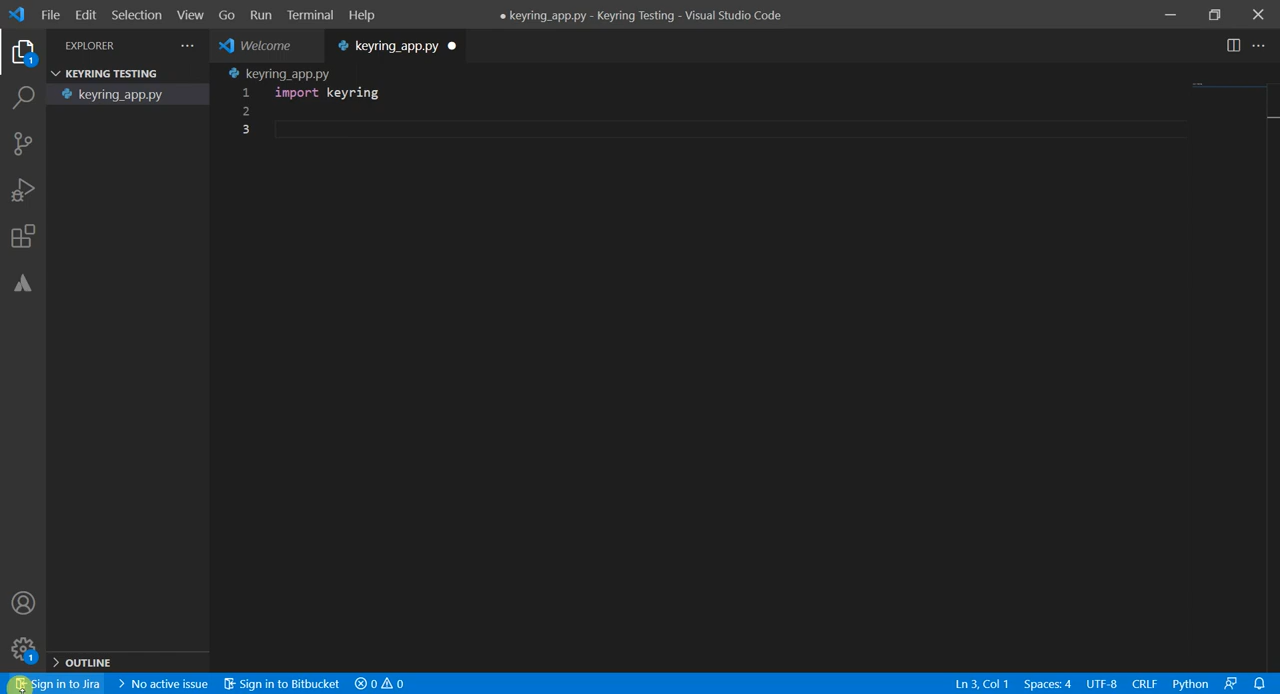 File Edit Selection View Go Run Terminal Help ● keyring_app.py - Keyring Testing - Visual Studio Code
EXPLORER
Welcome keyring_app.py
KEYRING TESTING
keyring_app.py
keyring_app.py
1 import keyring
2
3
1
OUTLINE
1
Sign in to Jira No active issue Sign in to Bitbucket 0 0 Ln 3, Col 1 Spaces: 4 UTF-8 CRLF Python